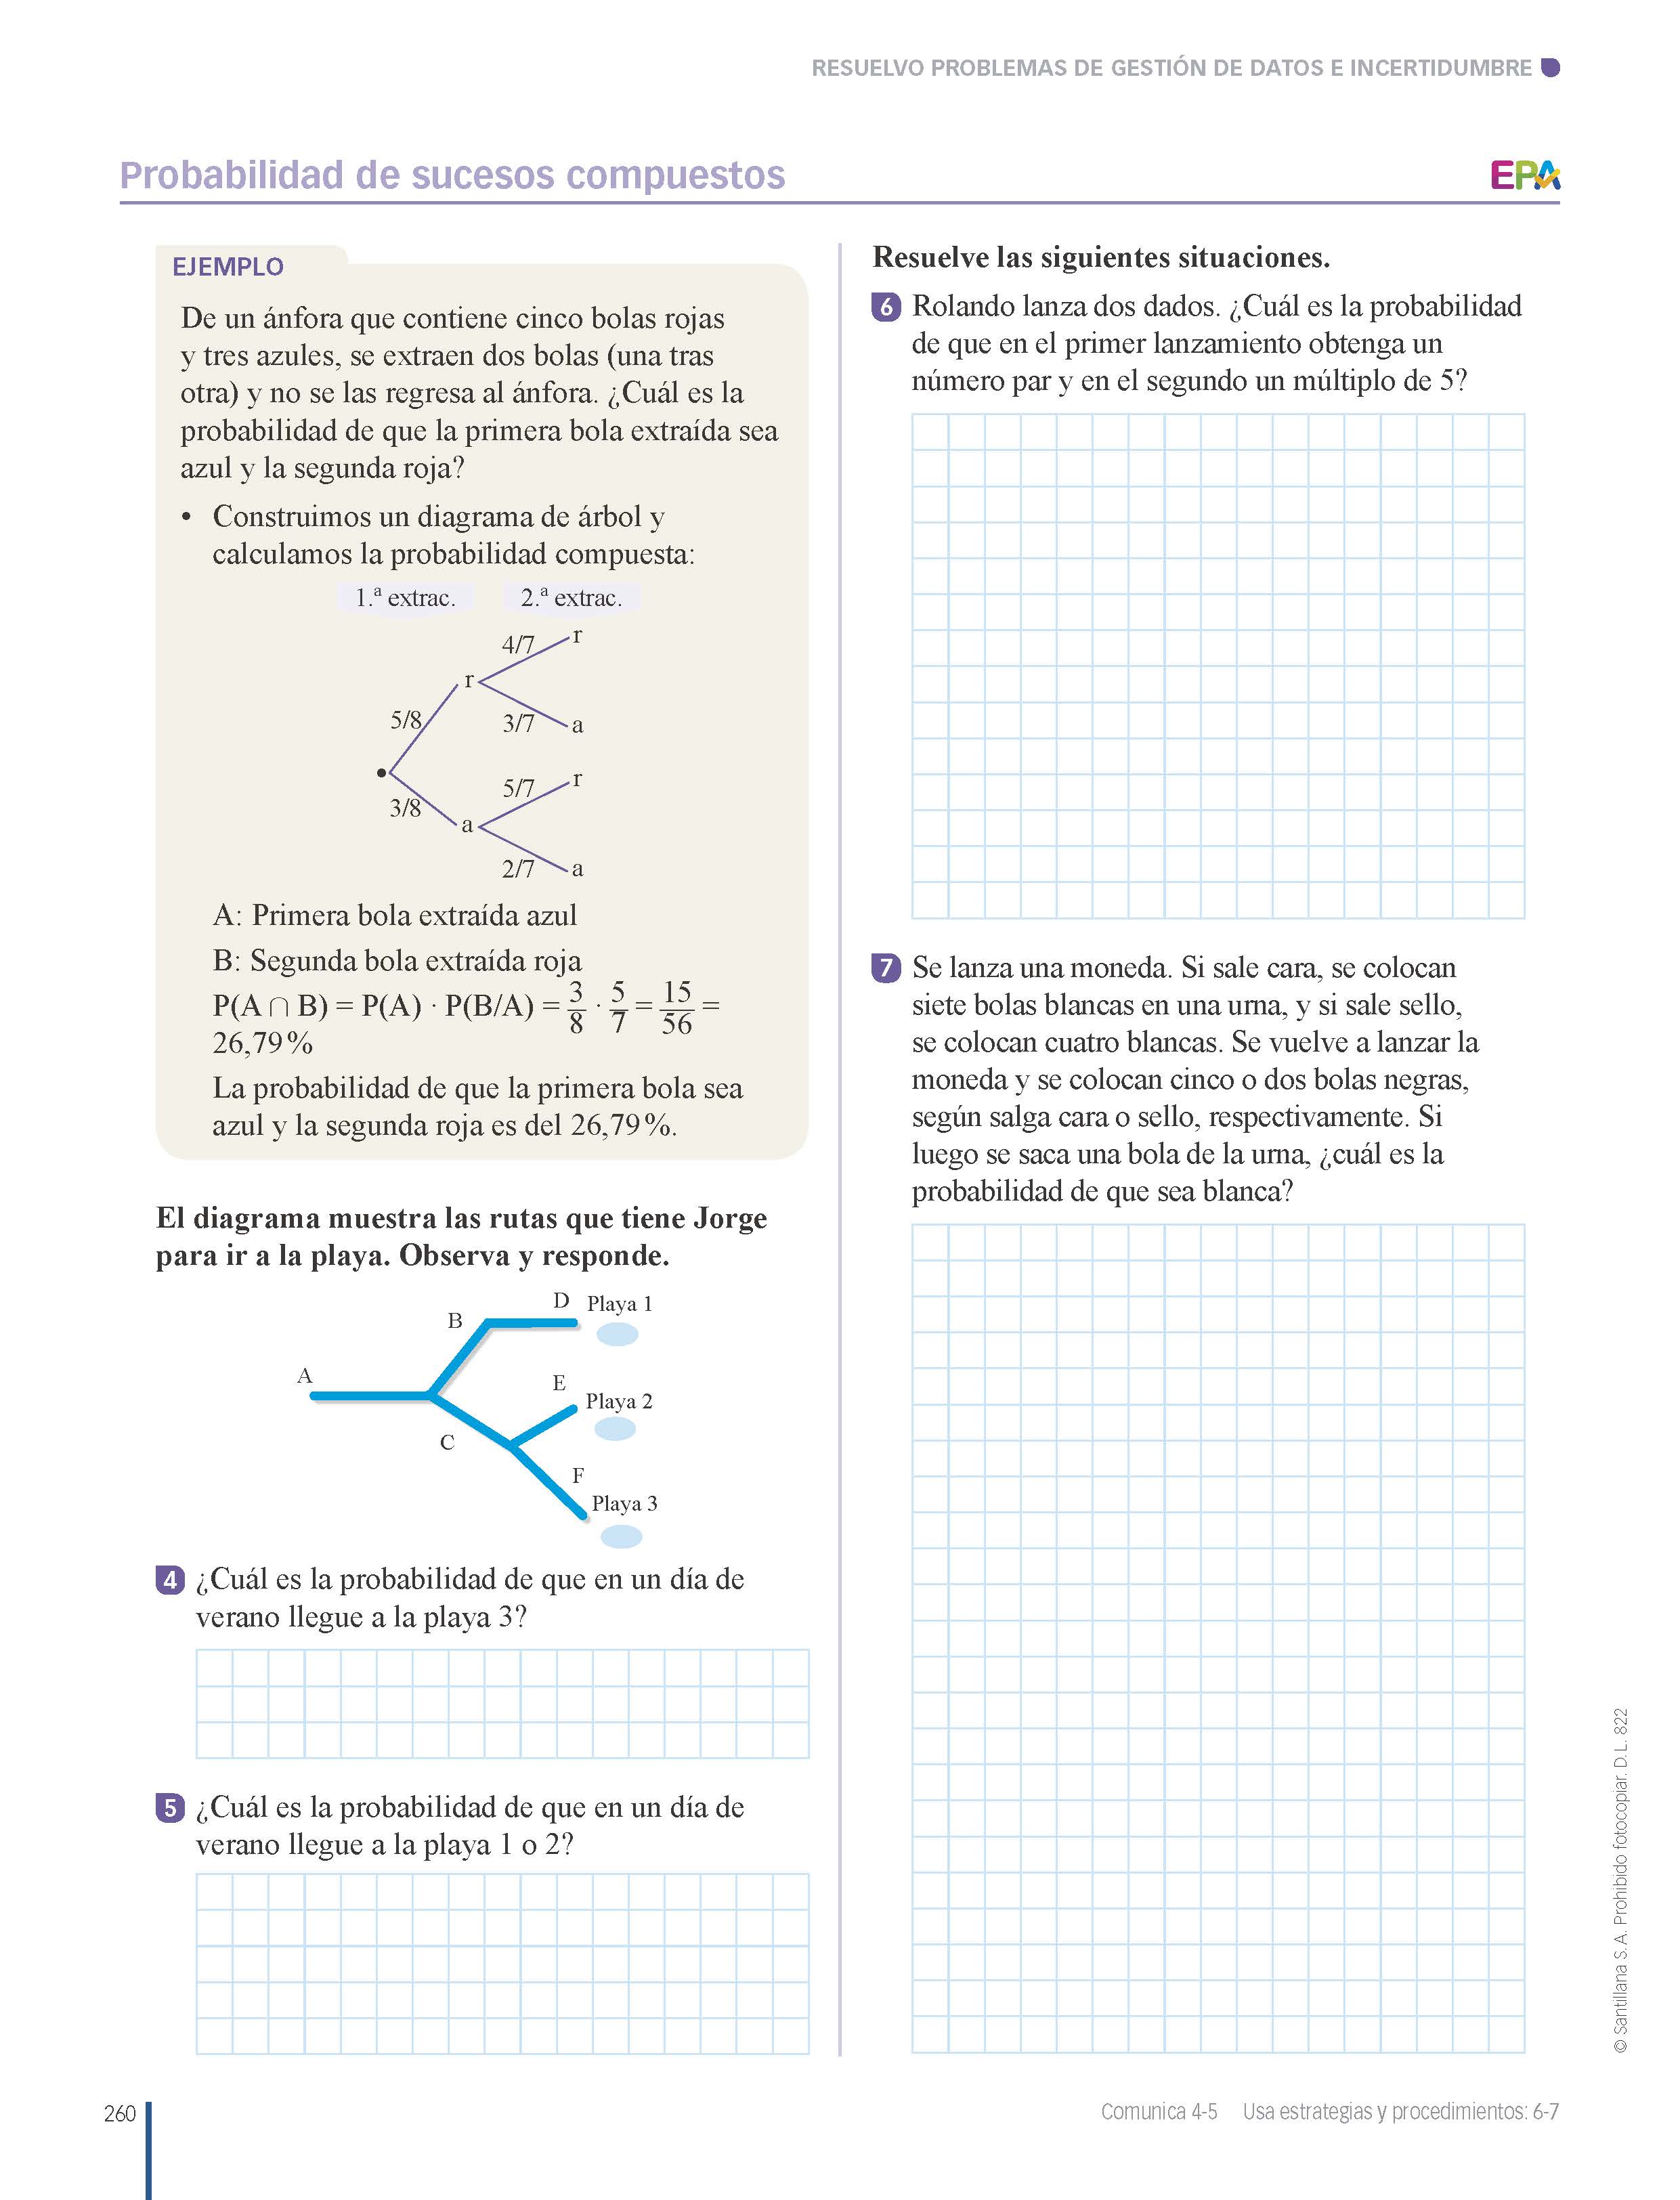 RESUELVO PROBLEMAS DE GESTIÓN DE DATOS E INCERTIDUMBRE
Probabilidad de sucesos compuestos
EPA
EJEMPLO
De un ánfora que contiene cinco bolas rojas
y tres azules, se extraen dos bolas (una tras
otra) y no se las regresa al ánfora. ¿Cuál es la
probabilidad de que la primera bola extraída sea
azul y la segunda roja?
• Construimos un diagrama de árbol y
calculamos la probabilidad compuesta:
1.ª extrac. 2.ª extrac.
4/7 r
r
5/8 3/7 a
5/7 r
3/8 a
2/7 a
A: Primera bola extraída azul
B: Segunda bola extraída roja
P(A ∩ B) = P(A) · P(B/A) = 3/8 · 5/7 = 15/56 =
26,79 %
La probabilidad de que la primera bola sea
azul y la segunda roja es del 26,79 %.
El diagrama muestra las rutas que tiene Jorge
para ir a la playa. Observa y responde.
D Playa 1
B
A
E
Playa 2
C
F
Playa 3
4 ¿Cuál es la probabilidad de que en un día de
verano llegue a la playa 3?
5 ¿Cuál es la probabilidad de que en un día de
verano llegue a la playa 1 o 2?
Resuelve las siguientes situaciones.
6 Rolando lanza dos dados. ¿Cuál es la probabilidad
de que en el primer lanzamiento obtenga un
número par y en el segundo un múltiplo de 5?
7 Se lanza una moneda. Si sale cara, se colocan
siete bolas blancas en una urna, y si sale sello,
se colocan cuatro blancas. Se vuelve a lanzar la
moneda y se colocan cinco o dos bolas negras,
según salga cara o sello, respectivamente. Si
luego se saca una bola de la urna, ¿cuál es la
probabilidad de que sea blanca?
© Santillana S. A. Prohibido fotocopiar. D. L. 822
260
Comunica 4-5 Usa estrategias y procedimientos: 6-7